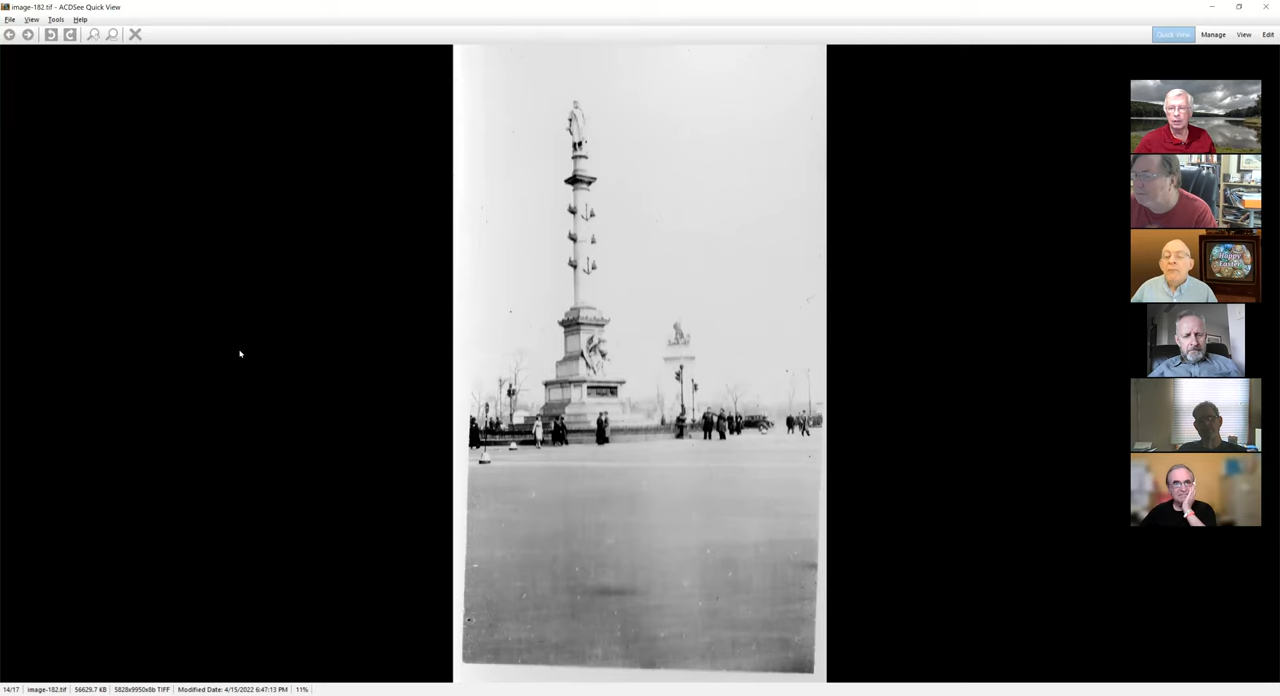 image-182.tif - ACDSee Quick View
File View Tools Help
Quick View Manage View Edit
Happy
Easter
14/17 image-182.tif 56629.7 KB 5828x9950x8b TIFF Modified Date: 4/15/2022 6:47:13 PM 11%